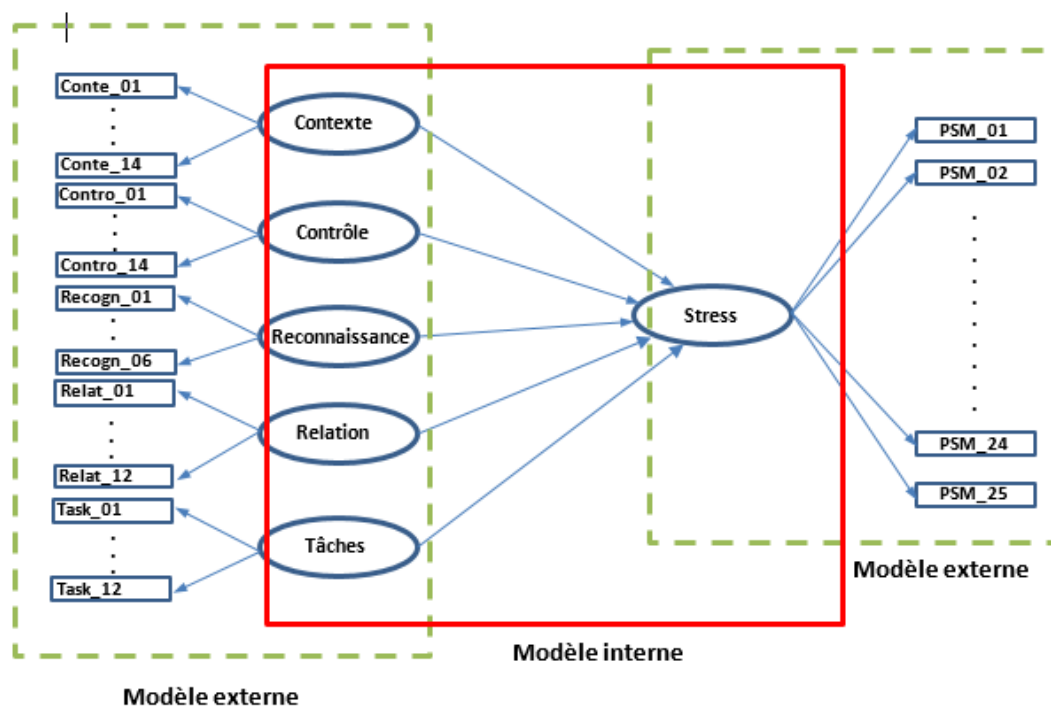 Conte_01
Conte_14
Contro_01
Contro_14
Recogn_01
Recogn_06
Relat_01
Relat_12
Task_01
Task_12
Contexte
Contrôle
Reconnaissance
Relation
Tâches
Stress
PSM_01
PSM_02
PSM_24
PSM_25
Modèle externe
Modèle interne
Modèle externe